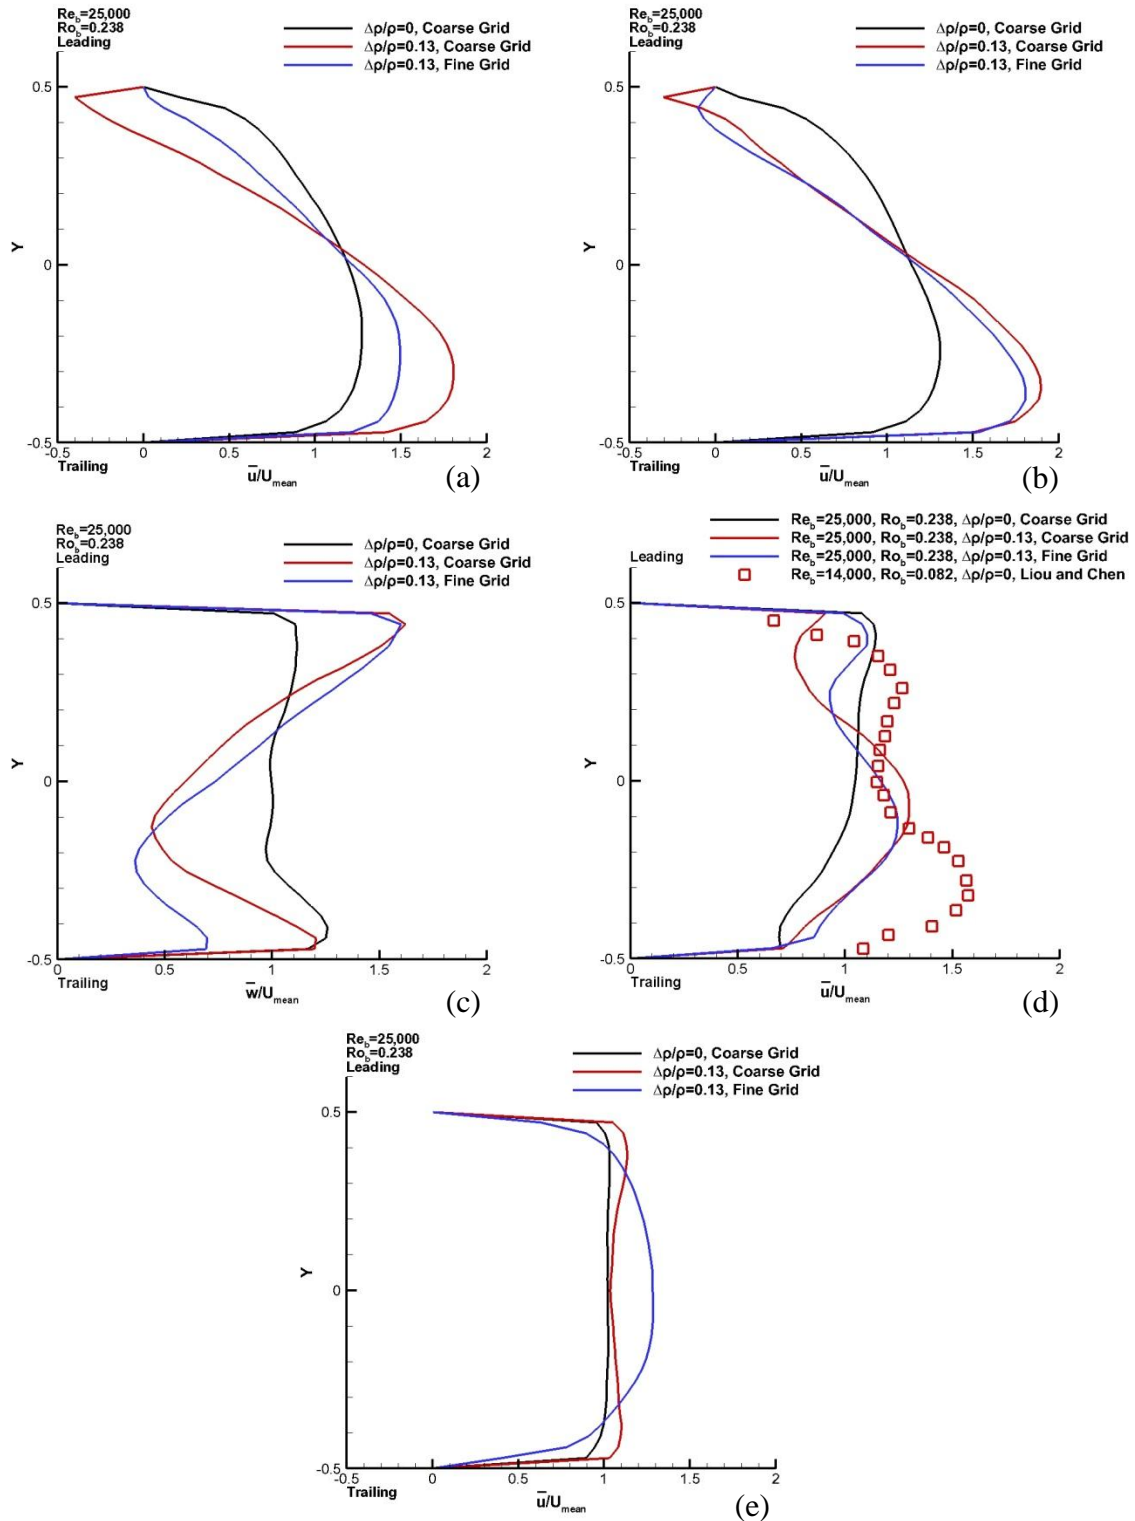 Re_b=25,000
Ro_b=0.238
Leading
Δρ/ρ=0, Coarse Grid
Δρ/ρ=0.13, Coarse Grid
Δρ/ρ=0.13, Fine Grid
0.5
Y
0
-0.5
-0.5 0 0.5 1 1.5 2
Trailing
u̅/U_mean
(a)
Re_b=25,000
Ro_b=0.238
Leading
Δρ/ρ=0, Coarse Grid
Δρ/ρ=0.13, Coarse Grid
Δρ/ρ=0.13, Fine Grid
0.5
Y
0
-0.5
-0.5 0 0.5 1 1.5 2
Trailing
u̅/U_mean
(b)
Re_b=25,000
Ro_b=0.238
Leading
Δρ/ρ=0, Coarse Grid
Δρ/ρ=0.13, Coarse Grid
Δρ/ρ=0.13, Fine Grid
0.5
Y
0
-0.5
0 0.5 1 1.5 2
Trailing
w̅/U_mean
(c)
Re_b=25,000, Ro_b=0.238, Δρ/ρ=0, Coarse Grid
Re_b=25,000, Ro_b=0.238, Δρ/ρ=0.13, Coarse Grid
Re_b=25,000, Ro_b=0.238, Δρ/ρ=0.13, Fine Grid
Re_b=14,000, Ro_b=0.082, Δρ/ρ=0, Liou and Chen
Leading
0.5
Y
0
-0.5
0 0.5 1 1.5 2
Trailing
u̅/U_mean
(d)
Re_b=25,000
Ro_b=0.238
Leading
Δρ/ρ=0, Coarse Grid
Δρ/ρ=0.13, Coarse Grid
Δρ/ρ=0.13, Fine Grid
0.5
Y
0
-0.5
-0.5 0 0.5 1 1.5 2
Trailing
u̅/U_mean
(e)